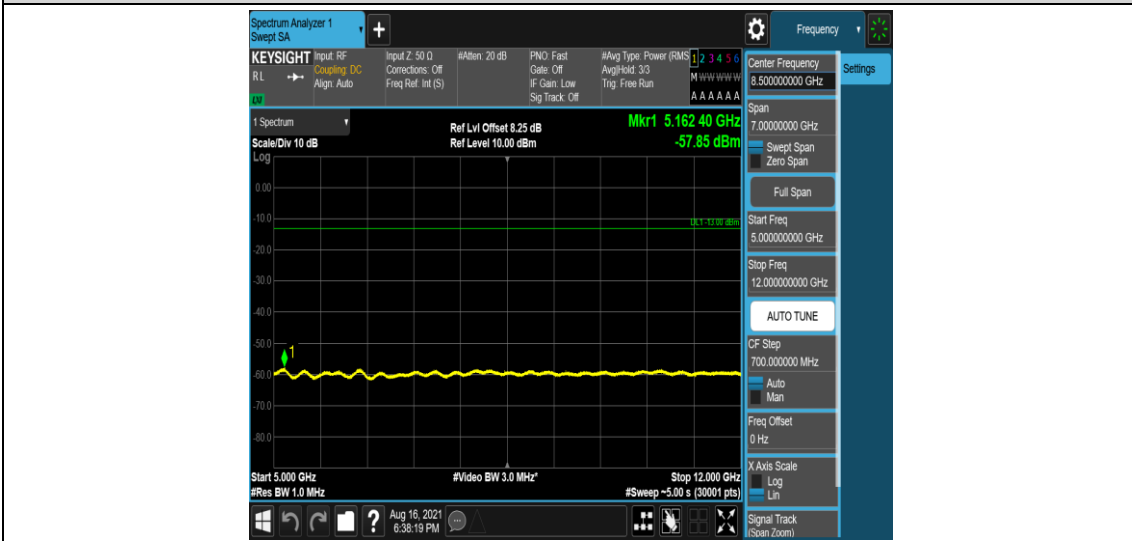 Spectrum Analyzer 1
Swept SA
+
Frequency
KEYSIGHT
RL
LXI
Input: RF
Coupling: DC
Align: Auto
Input Z: 50 Ω
Corrections: Off
Freq Ref: Int (S)
#Atten: 20 dB
PNO: Fast
Gate: Off
IF Gain: Low
Sig Track: Off
#Avg Type: Power (RMS
Avg|Hold: 3/3
Trig: Free Run
1 2 3 4 5 6
M W W W W W
A A A A A A
1 Spectrum
Scale/Div 10 dB
Log
Ref Lvl Offset 8.25 dB
Ref Level 10.00 dBm
Mkr1 5.162 40 GHz
-57.85 dBm
0.00
-10.0
DL1 -13.00 dBm
-20.0
-30.0
-40.0
-50.0
1
-60.0
-70.0
-80.0
Start 5.000 GHz
#Res BW 1.0 MHz
#Video BW 3.0 MHz*
Stop 12.000 GHz
#Sweep ~5.00 s (30001 pts)
?
Aug 16, 2021
6:38:19 PM
Center Frequency
8.500000000 GHz
Settings
Span
7.00000000 GHz
Swept Span
Zero Span
Full Span
Start Freq
5.000000000 GHz
Stop Freq
12.000000000 GHz
AUTO TUNE
CF Step
700.000000 MHz
Auto
Man
Freq Offset
0 Hz
X Axis Scale
Log
Lin
Signal Track
(Span Zoom)